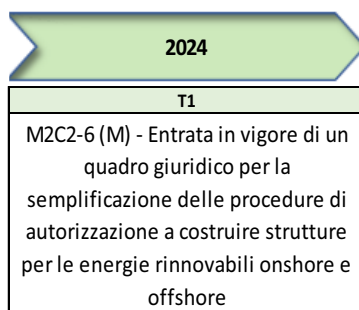 2024
T1
M2C2-6 (M) - Entrata in vigore di un
quadro giuridico per la
semplificazione delle procedure di
autorizzazione a costruire strutture
per le energie rinnovabili onshore e
offshore